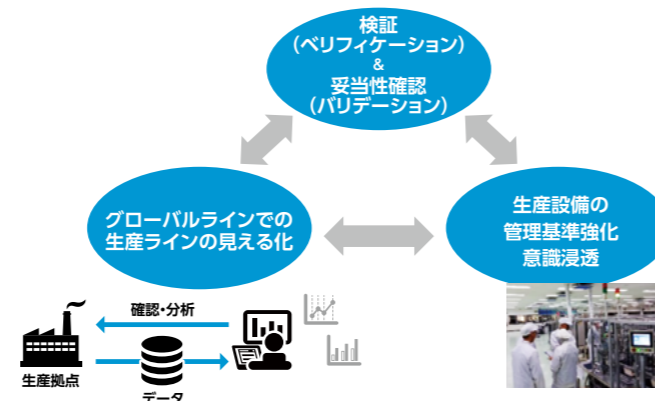 検証
(ベリフィケーション)
&
妥当性確認
(バリデーション)
グローバルラインでの
生産ラインの見える化
生産設備の
管理基準強化
意識浸透
確認・分析
生産拠点
データ